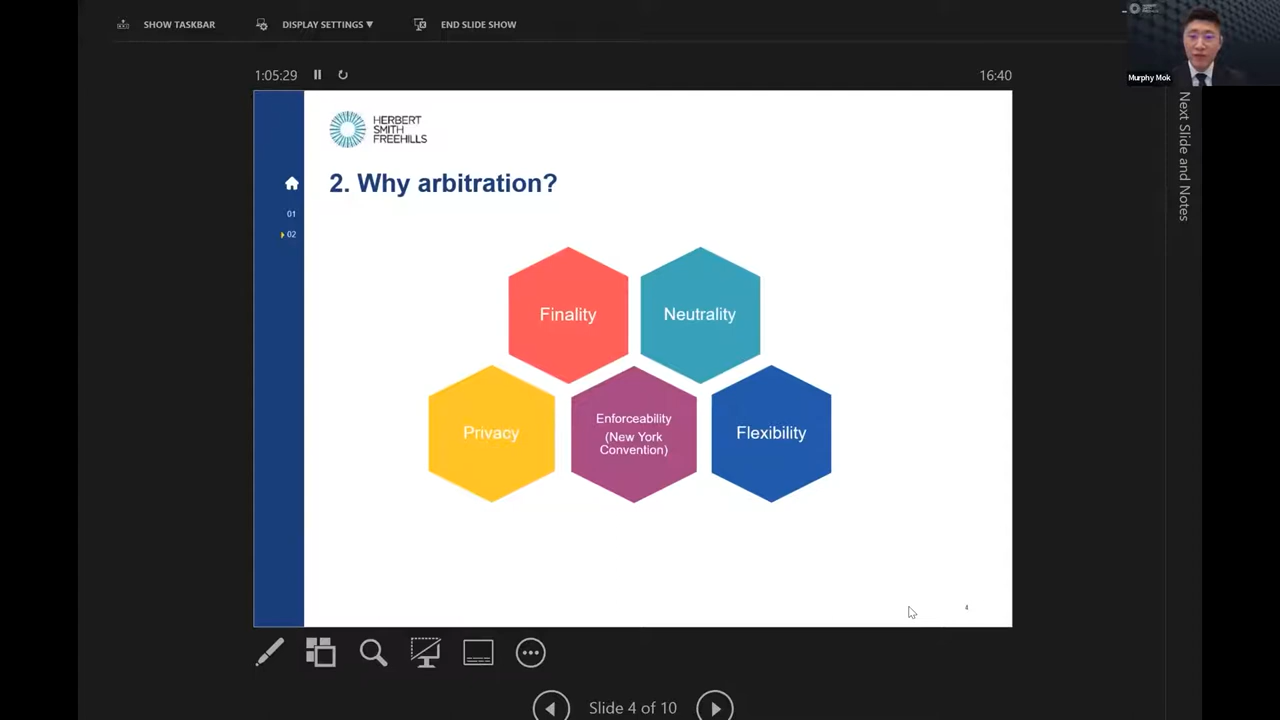 SHOW TASKBAR
DISPLAY SETTINGS ▼
END SLIDE SHOW
Murphy Mok
1:05:29
16:40
Next Slide and Notes
HERBERT
SMITH
FREEHILLS
2. Why arbitration?
01
02
Finality
Neutrality
Privacy
Enforceability
(New York
Convention)
Flexibility
4
Slide 4 of 10